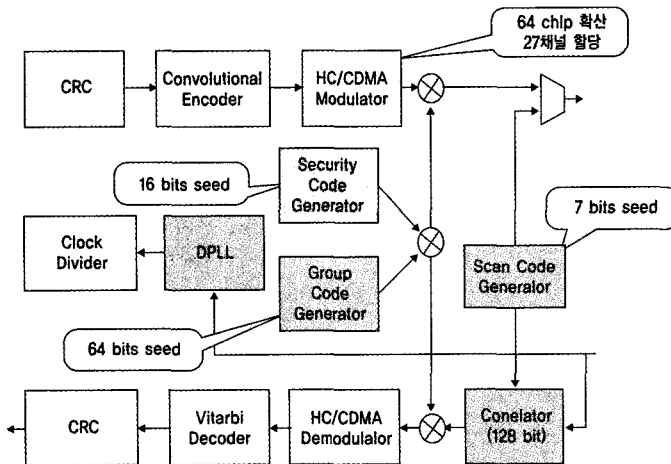 64 chip 확산
27채널 할당
CRC
Convolutional
Encoder
HC/CDMA
Modulator
16 bits seed
Security
Code
Generator
7 bits seed
Clock
Divider
DPLL
Group
Code
Generator
Scan Code
Generalor
64 bits seed
CRC
Vitarbi
Decoder
HC/CDMA
Demodulalor
Conelator
(128 bit)